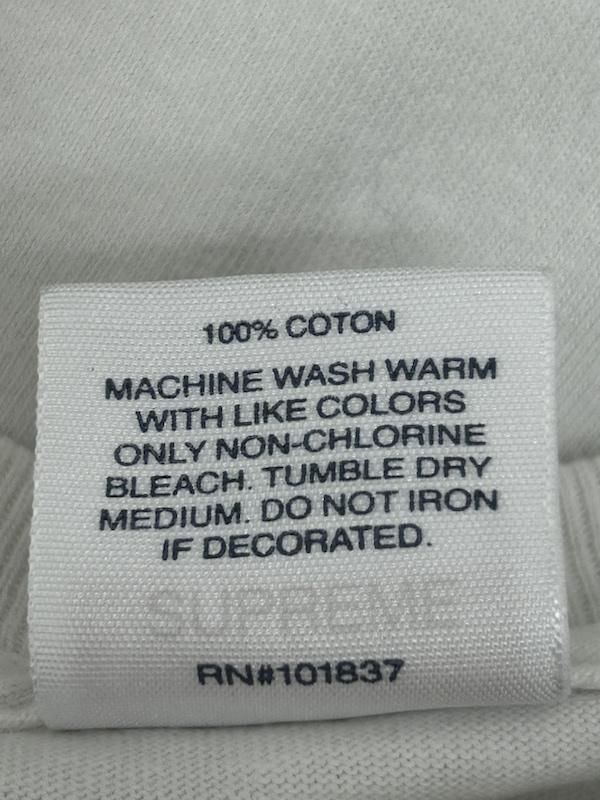 100% COTON
MACHINE WASH WARM
WITH LIKE COLORS
ONLY NON-CHLORINE
BLEACH. TUMBLE DRY
MEDIUM. DO NOT IRON
IF DECORATED.
SUPREME
RN#101837